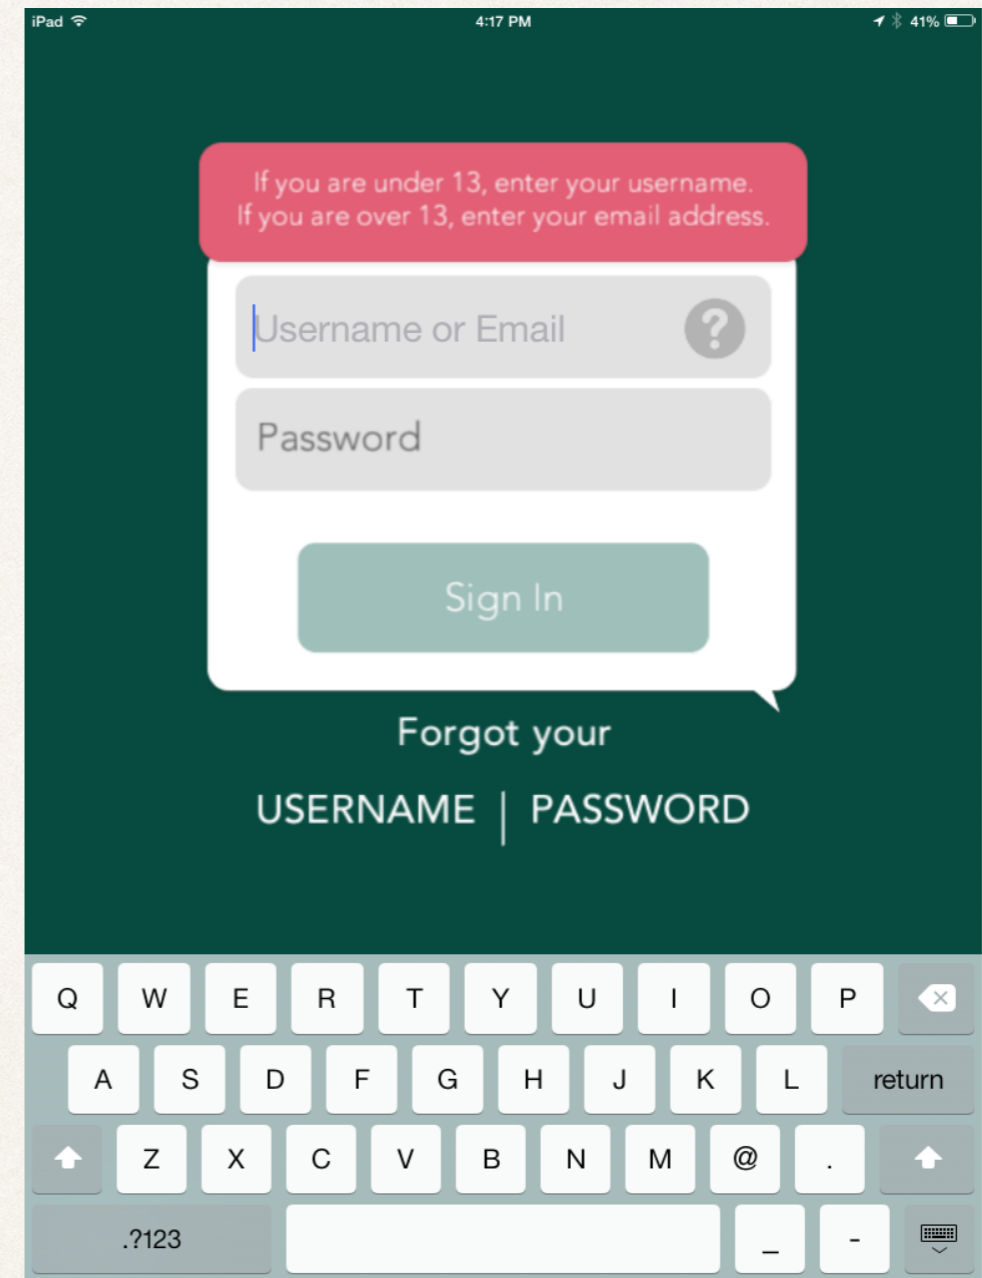 iPad 4:17 PM 41%
If you are under 13, enter your username.
If you are over 13, enter your email address.
Username or Email ?
Password
Sign In
Forgot your
USERNAME | PASSWORD
Q W E R T Y U I O P
A S D F G H J K L return
Z X C V B N M @ .
.?123 _ -